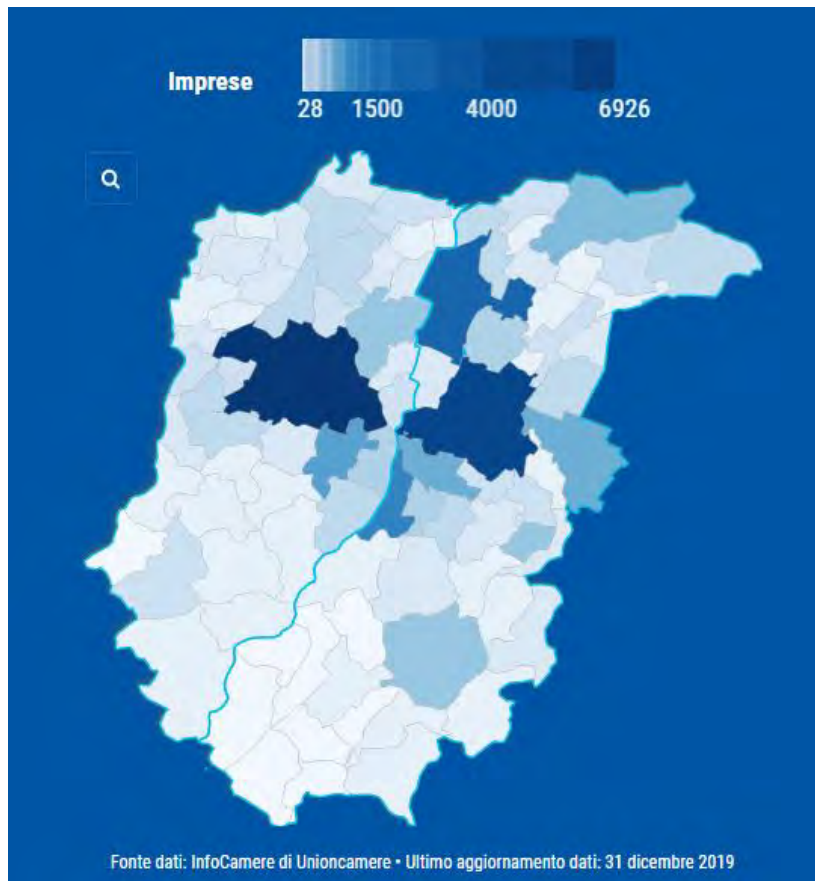 Imprese
28 1500 4000 6926
Fonte dati: InfoCamere di Unioncamere • Ultimo aggiornamento dati: 31 dicembre 2019